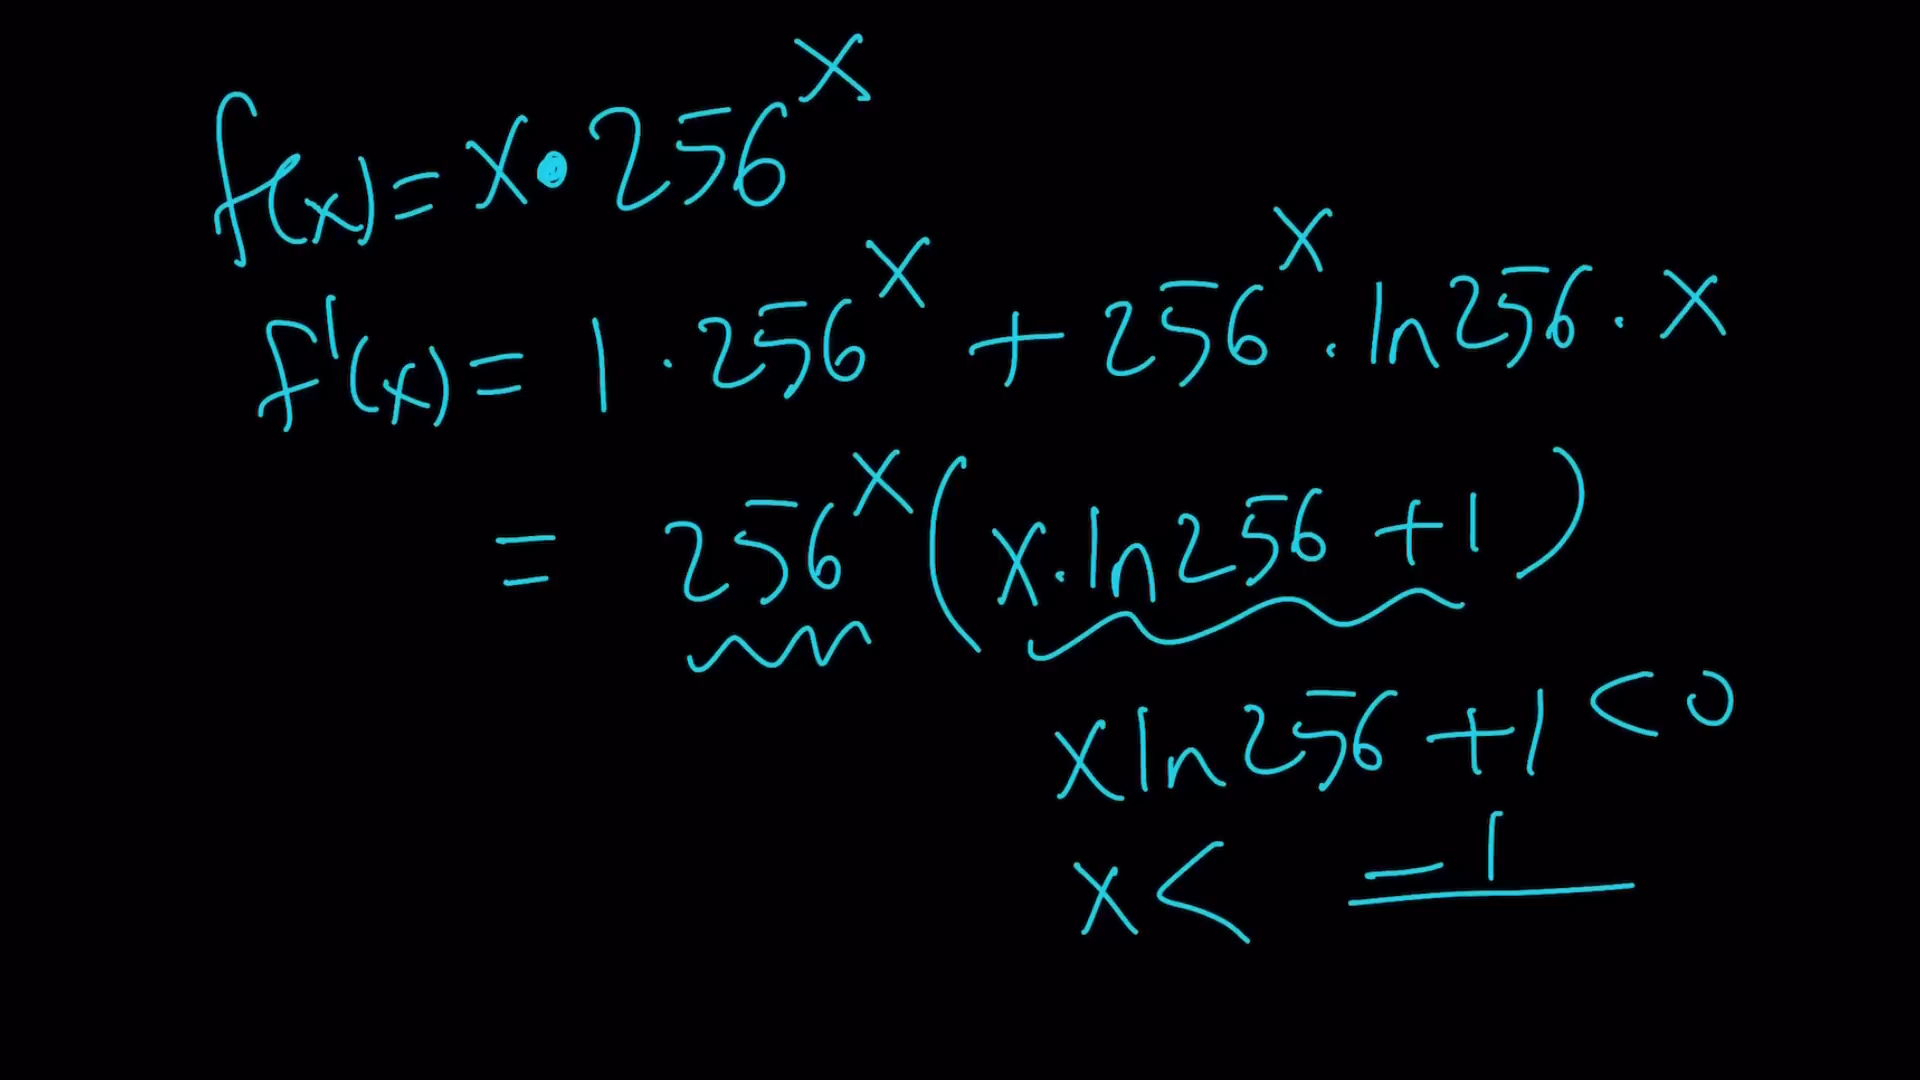 f(x) = x • 256^x
f'(x) = 1 · 256^x + 256^x · ln256 · x
= 256^x (x · ln256 + 1)
x ln256 + 1 < 0
x < -1